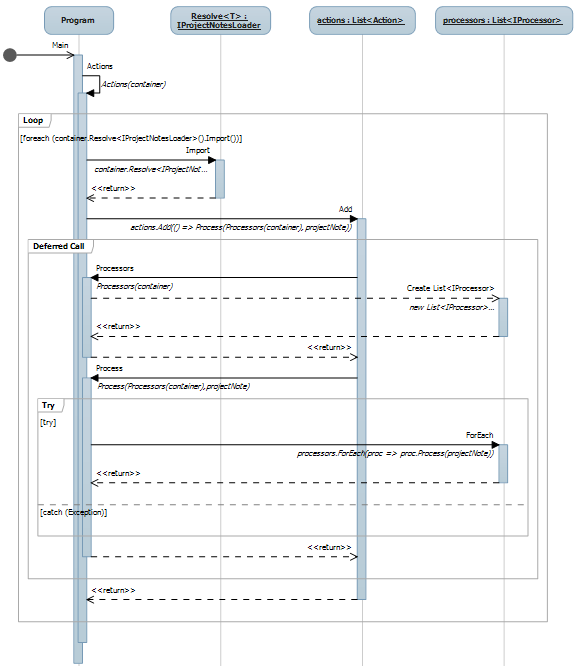 Program
Resolve<T> :
IProjectNotesLoader
actions : List<Action>
processors : List<IProcessor>
Main
Actions
Actions(container)
Loop
[foreach (container.Resolve<IProjectNotesLoader>().Import())]
Import
container.Resolve<IProjectNot...
<<return>>
Add
actions.Add(() => Process(Processors(container), projectNote))
Deferred Call
Processors
Processors(container)
Create List<IProcessor>
new List<IProcessor>...
<<return>>
<<return>>
Process
Process(Processors(container),projectNote)
Try
[try]
ForEach
processors.ForEach(proc => proc.Process(projectNote))
<<return>>
[catch (Exception)]
<<return>>
<<return>>